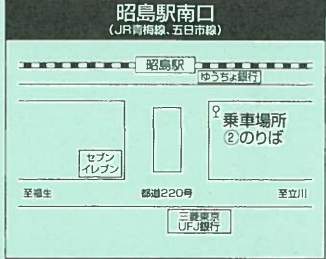 昭島駅南口
(JR青梅線、五日市線)
昭島駅
ゆうちょ銀行
乗車場所
②のりば
セブン
イレブン
至福生
都道220号
至立川
三菱東京
UFJ銀行